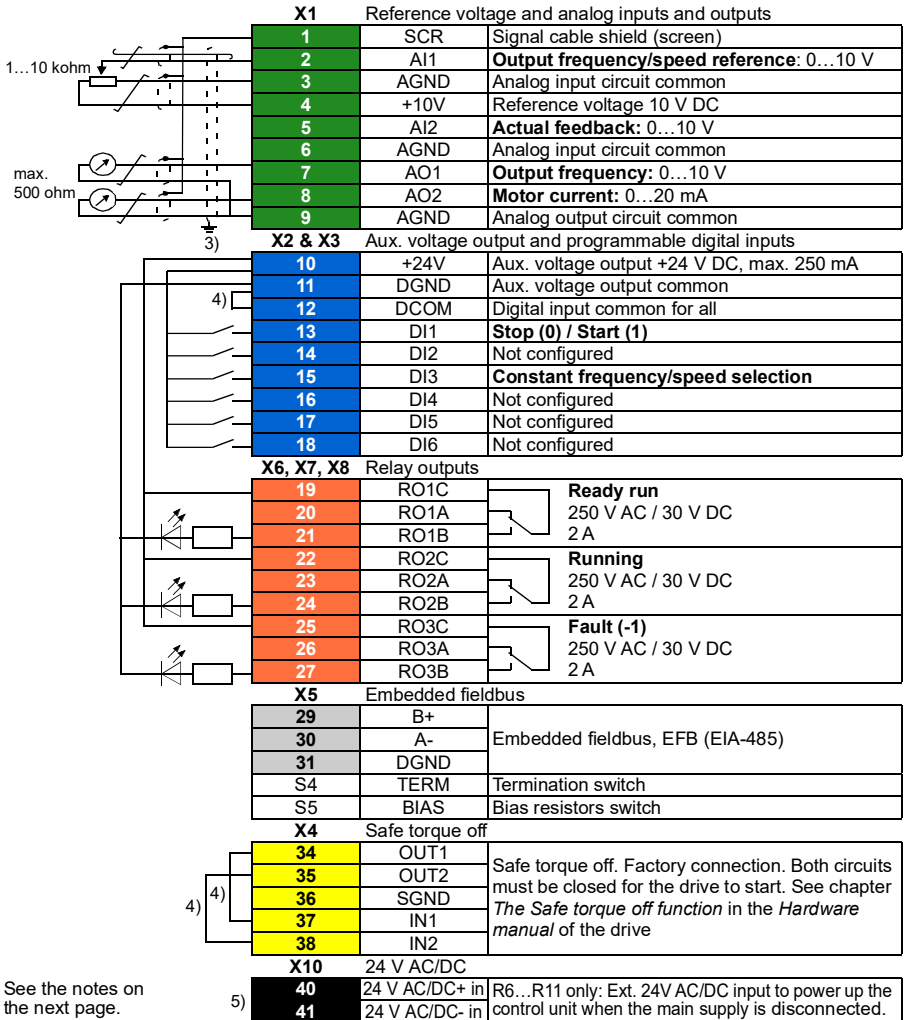 X1 Reference voltage and analog inputs and outputs
1 SCR Signal cable shield (screen)
1…10 kohm 2 AI1 Output frequency/speed reference: 0…10 V
3 AGND Analog input circuit common
4 +10V Reference voltage 10 V DC
5 AI2 Actual feedback: 0…10 V
6 AGND Analog input circuit common
max. 7 AO1 Output frequency: 0…10 V
500 ohm 8 AO2 Motor current: 0…20 mA
9 AGND Analog output circuit common
3) X2 & X3 Aux. voltage output and programmable digital inputs
10 +24V Aux. voltage output +24 V DC, max. 250 mA
11 DGND Aux. voltage output common
4) 12 DCOM Digital input common for all
13 DI1 Stop (0) / Start (1)
14 DI2 Not configured
15 DI3 Constant frequency/speed selection
16 DI4 Not configured
17 DI5 Not configured
18 DI6 Not configured
X6, X7, X8 Relay outputs
19 RO1C Ready run
20 RO1A 250 V AC / 30 V DC
21 RO1B 2 A
22 RO2C Running
23 RO2A 250 V AC / 30 V DC
24 RO2B 2 A
25 RO3C Fault (-1)
26 RO3A 250 V AC / 30 V DC
27 RO3B 2 A
X5 Embedded fieldbus
29 B+
30 A- Embedded fieldbus, EFB (EIA-485)
31 DGND
S4 TERM Termination switch
S5 BIAS Bias resistors switch
X4 Safe torque off
34 OUT1
35 OUT2
36 SGND
37 IN1
38 IN2
4) 4)
Safe torque off. Factory connection. Both circuits
must be closed for the drive to start. See chapter
The Safe torque off function in the Hardware
manual of the drive
X10 24 V AC/DC
See the notes on
the next page.
5)
40 24 V AC/DC+ in
41 24 V AC/DC- in
R6…R11 only: Ext. 24V AC/DC input to power up the
control unit when the main supply is disconnected.